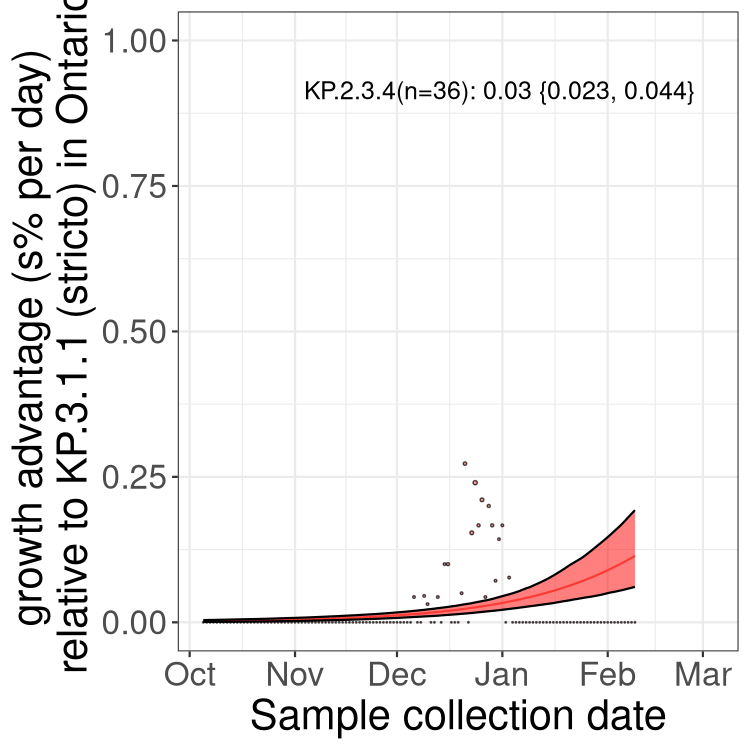 growth advantage (s% per day)
relative to KP.3.1.1 (stricto) in Ontario
1.00
0.75
0.50
0.25
0.00
KP.2.3.4(n=36): 0.03 {0.023, 0.044}
Oct Nov Dec Jan Feb Mar
Sample collection date